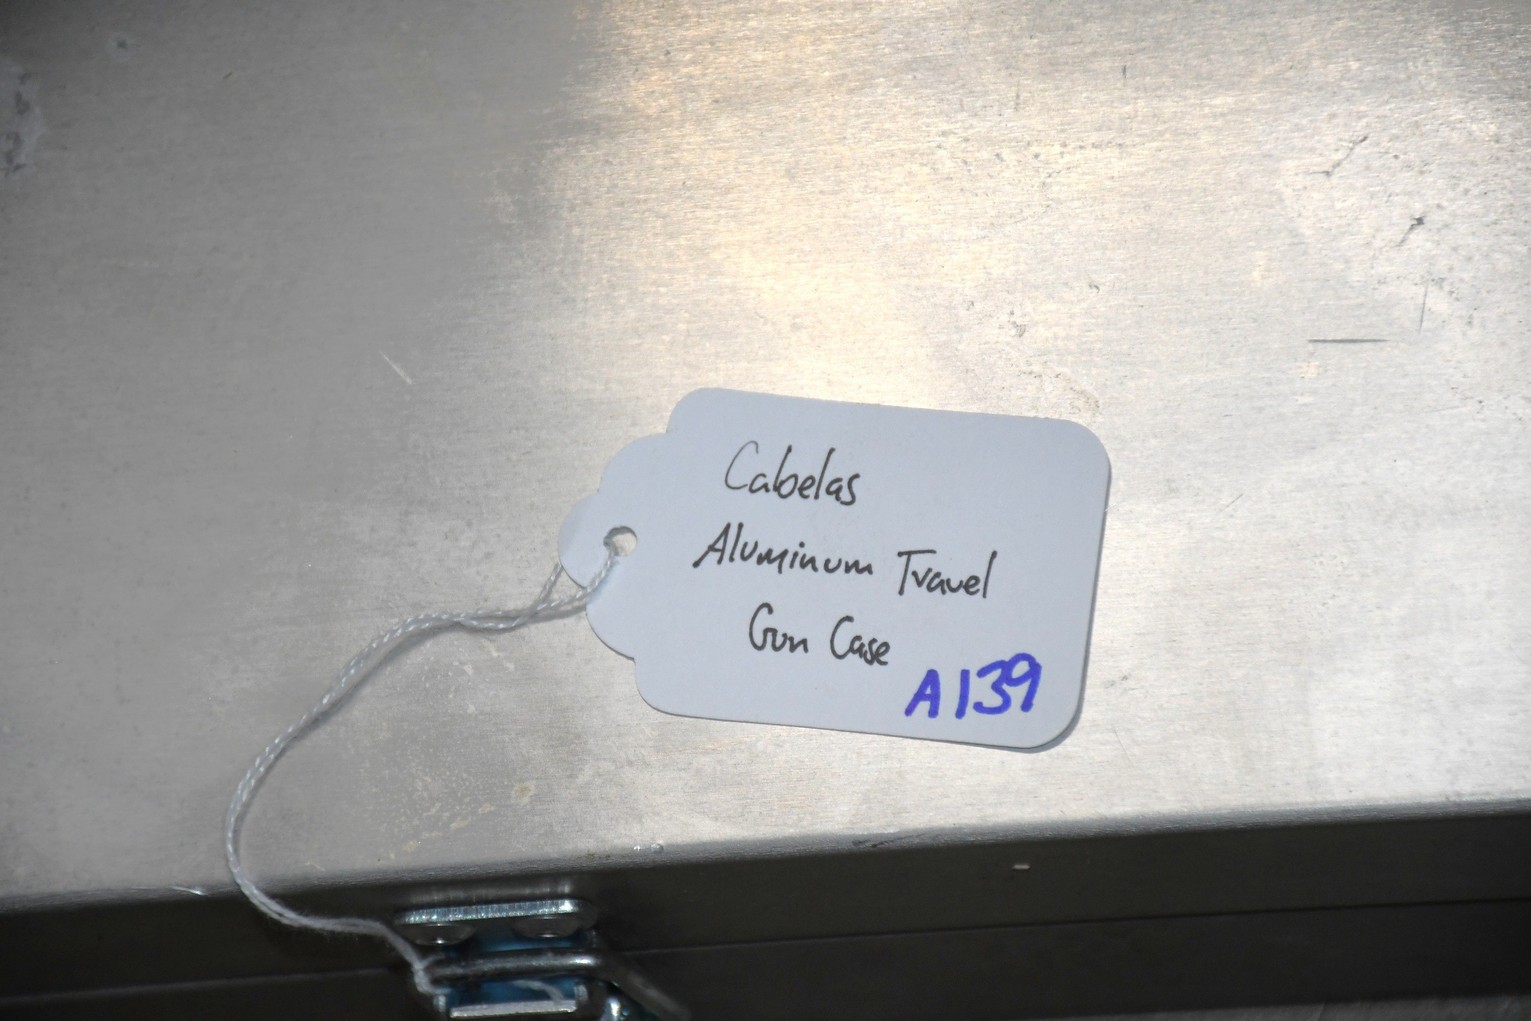 Cabelas
Aluminum Travel
Gun Case
A139